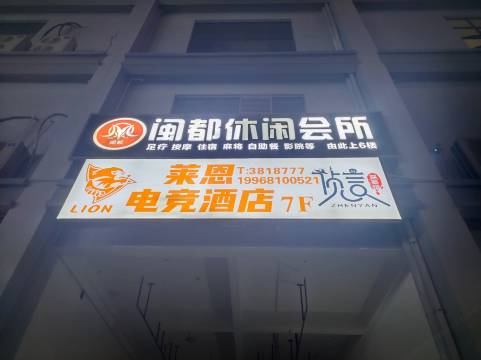 闽都休闲会所
足疗 按摩 住宿 麻将 自助餐 影院等 由此上6楼
莱恩 T:3818777
19968100521
电竞酒店 7F
LION
ZHENYAN